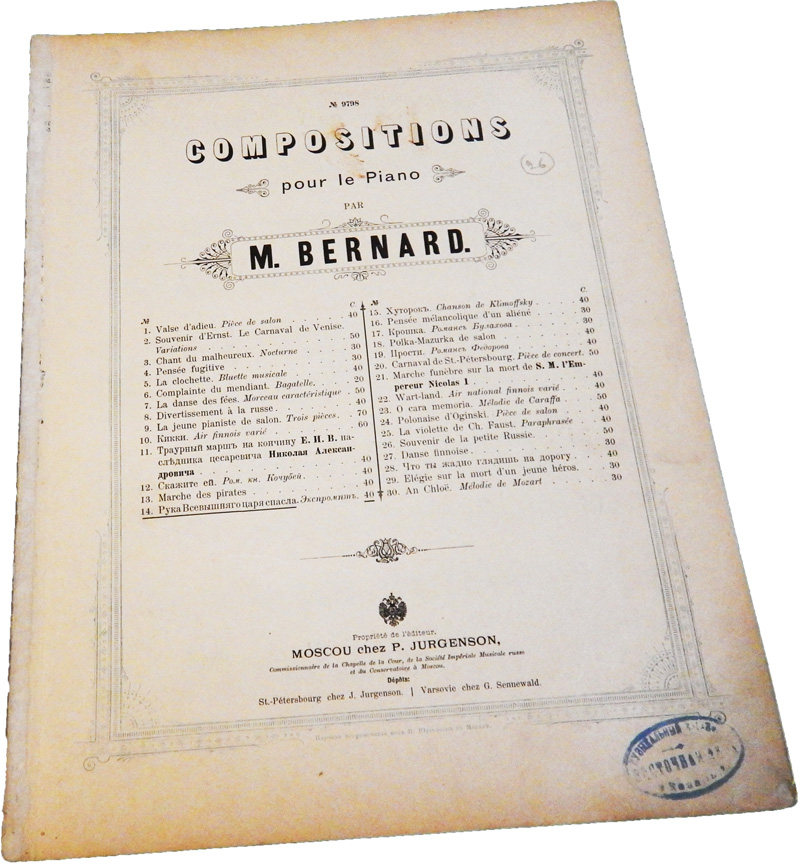 № 9798
COMPOSITIONS
pour le Piano
PAR
M. BERNARD.
№ C.
1. Valse d'adieu. Pièce de salon . . . . . 40
2. Souvenir d'Ernst. Le Carnaval de Venise.
Variations . . . . . 50
3. Chant du malheureux. Nocturne . . . . 30
4. Pensée fugitive . . . . . 30
5. La clochette. Bluette musicale . . . . 40
6. Complainte du mendiant. Bagatelle. . . 20
7. La danse des fées. Morceau caractéristique . 50
8. Divertissement à la russe . . . . . 40
9. La jeune pianiste de salon. Trois pièces. . 70
10. Кикки. Air finnois varié . . . . . 60
11. Траурный маршъ на кончину Е. И. В. на-
слѣдника цесаревича Николая Алексан-
дровича . . . . . 40
12. Скажите ей. Ром. кн. Кочубей . . . . 40
13. Marche des pirates . . . . . 40
14. Рука Всевышняго царя спасла. Экспромптъ. 40
№ C.
15. Хуторокъ. Chanson de Klimoffsky . . . . 40
16. Pensée mélancolique d'un aliéné . . . . 30
17. Крошка. Романсъ Булахова . . . . 30
18. Polka-Mazurka de salon . . . . . 40
19. Прости. Романсъ Ѳедорова . . . . 40
20. Carnaval de St.-Pétersbourg. Pièce de concert. 50
21. Marche funèbre sur la mort de S. M. l'Em-
pereur Nicolas I . . . . . 40
22. Wart-land. Air national finnois varié . . 40
23. O cara memoria. Mélodie de Caraffa . . 50
24. Polonaise d'Oginski. Pièce de salon . . 40
25. La violette de Ch. Faust. Paraphrasée . . 40
26. Souvenir de la petite Russie. . . . . 50
27. Danse finnoise . . . . . 30
28. Что ты жадно глядишь на дорогу . . . 40
29. Elégie sur la mort d'un jeune héros. . . 30
30. An Chloë. Mélodie de Mozart . . . . 30
Propriété de l'éditeur,
MOSCOU chez P. JURGENSON,
Commissionnaire de la Chapelle de la Cour, de la Société Impériale Musicale russe
et du Conservatoire à Moscou.
Dépôts:
St.-Pétersbourg chez J. Jurgenson. | Varsovie chez G. Sennewald.